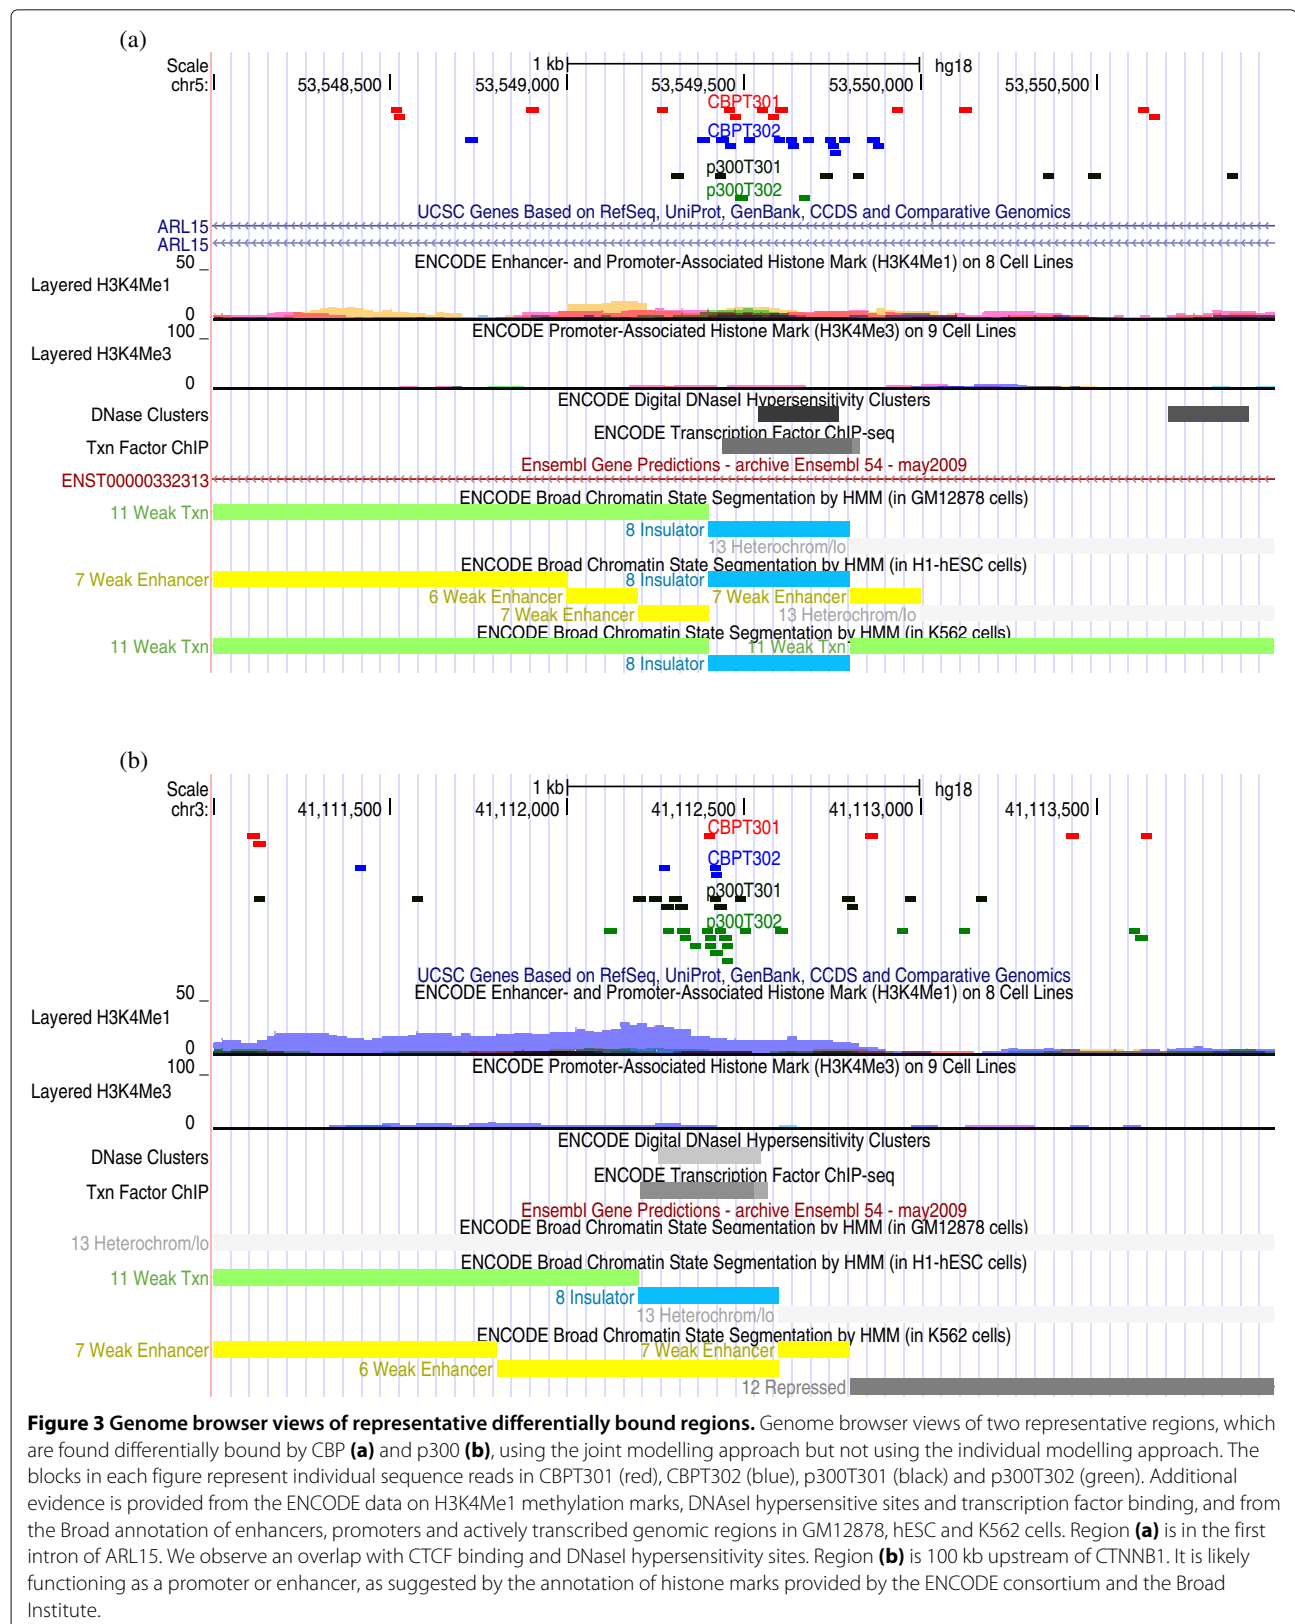 (a)
Scale 1 kb hg18
chr5: 53,548,500 53,549,000 53,549,500 53,550,000 53,550,500
CBPT301
CBPT302
p300T301
p300T302
UCSC Genes Based on RefSeq, UniProt, GenBank, CCDS and Comparative Genomics
ARL15
ARL15
50
ENCODE Enhancer- and Promoter-Associated Histone Mark (H3K4Me1) on 8 Cell Lines
Layered H3K4Me1
0
100
ENCODE Promoter-Associated Histone Mark (H3K4Me3) on 9 Cell Lines
Layered H3K4Me3
0
ENCODE Digital DNaseI Hypersensitivity Clusters
DNase Clusters
ENCODE Transcription Factor ChIP-seq
Txn Factor ChIP
Ensembl Gene Predictions - archive Ensembl 54 - may2009
ENST00000332313
ENCODE Broad Chromatin State Segmentation by HMM (in GM12878 cells)
11 Weak Txn
8 Insulator
13 Heterochrom/lo
ENCODE Broad Chromatin State Segmentation by HMM (in H1-hESC cells)
7 Weak Enhancer 8 Insulator
6 Weak Enhancer 7 Weak Enhancer
7 Weak Enhancer 13 Heterochrom/lo
ENCODE Broad Chromatin State Segmentation by HMM (in K562 cells)
11 Weak Txn 11 Weak Txn
8 Insulator
(b)
Scale 1 kb hg18
chr3: 41,111,500 41,112,000 41,112,500 41,113,000 41,113,500
CBPT301
CBPT302
p300T301
p300T302
UCSC Genes Based on RefSeq, UniProt, GenBank, CCDS and Comparative Genomics
ENCODE Enhancer- and Promoter-Associated Histone Mark (H3K4Me1) on 8 Cell Lines
50
Layered H3K4Me1
0
100
ENCODE Promoter-Associated Histone Mark (H3K4Me3) on 9 Cell Lines
Layered H3K4Me3
0
ENCODE Digital DNaseI Hypersensitivity Clusters
DNase Clusters
ENCODE Transcription Factor ChIP-seq
Txn Factor ChIP
Ensembl Gene Predictions - archive Ensembl 54 - may2009
ENCODE Broad Chromatin State Segmentation by HMM (in GM12878 cells)
13 Heterochrom/lo
ENCODE Broad Chromatin State Segmentation by HMM (in H1-hESC cells)
11 Weak Txn
8 Insulator
13 Heterochrom/lo
ENCODE Broad Chromatin State Segmentation by HMM (in K562 cells)
7 Weak Enhancer 7 Weak Enhancer
6 Weak Enhancer
12 Repressed
Figure 3 Genome browser views of representative differentially bound regions. Genome browser views of two representative regions, which
are found differentially bound by CBP (a) and p300 (b), using the joint modelling approach but not using the individual modelling approach. The
blocks in each figure represent individual sequence reads in CBPT301 (red), CBPT302 (blue), p300T301 (black) and p300T302 (green). Additional
evidence is provided from the ENCODE data on H3K4Me1 methylation marks, DNAseI hypersensitive sites and transcription factor binding, and from
the Broad annotation of enhancers, promoters and actively transcribed genomic regions in GM12878, hESC and K562 cells. Region (a) is in the first
intron of ARL15. We observe an overlap with CTCF binding and DNaseI hypersensitivity sites. Region (b) is 100 kb upstream of CTNNB1. It is likely
functioning as a promoter or enhancer, as suggested by the annotation of histone marks provided by the ENCODE consortium and the Broad
Institute.